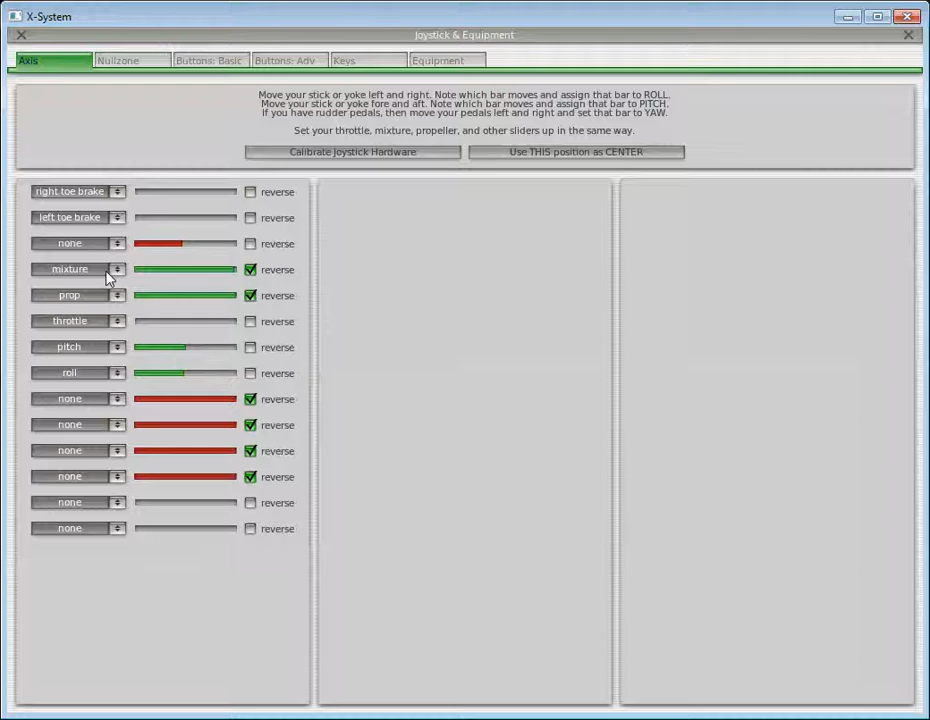 X-System
Joystick & Equipment
Axis
Nullzone
Buttons: Basic
Buttons: Adv
Keys
Equipment
Move your stick or yoke left and right. Note which bar moves and assign that bar to ROLL.
Move your stick or yoke fore and aft. Note which bar moves and assign that bar to PITCH.
If you have rudder pedals, then move your pedals left and right and set that bar to YAW.
Set your throttle, mixture, propeller, and other sliders up in the same way.
Calibrate Joystick Hardware
Use THIS position as CENTER
right toe brake reverse
left toe brake reverse
none reverse
mixture reverse
prop reverse
throttle reverse
pitch reverse
roll reverse
none reverse
none reverse
none reverse
none reverse
none reverse
none reverse